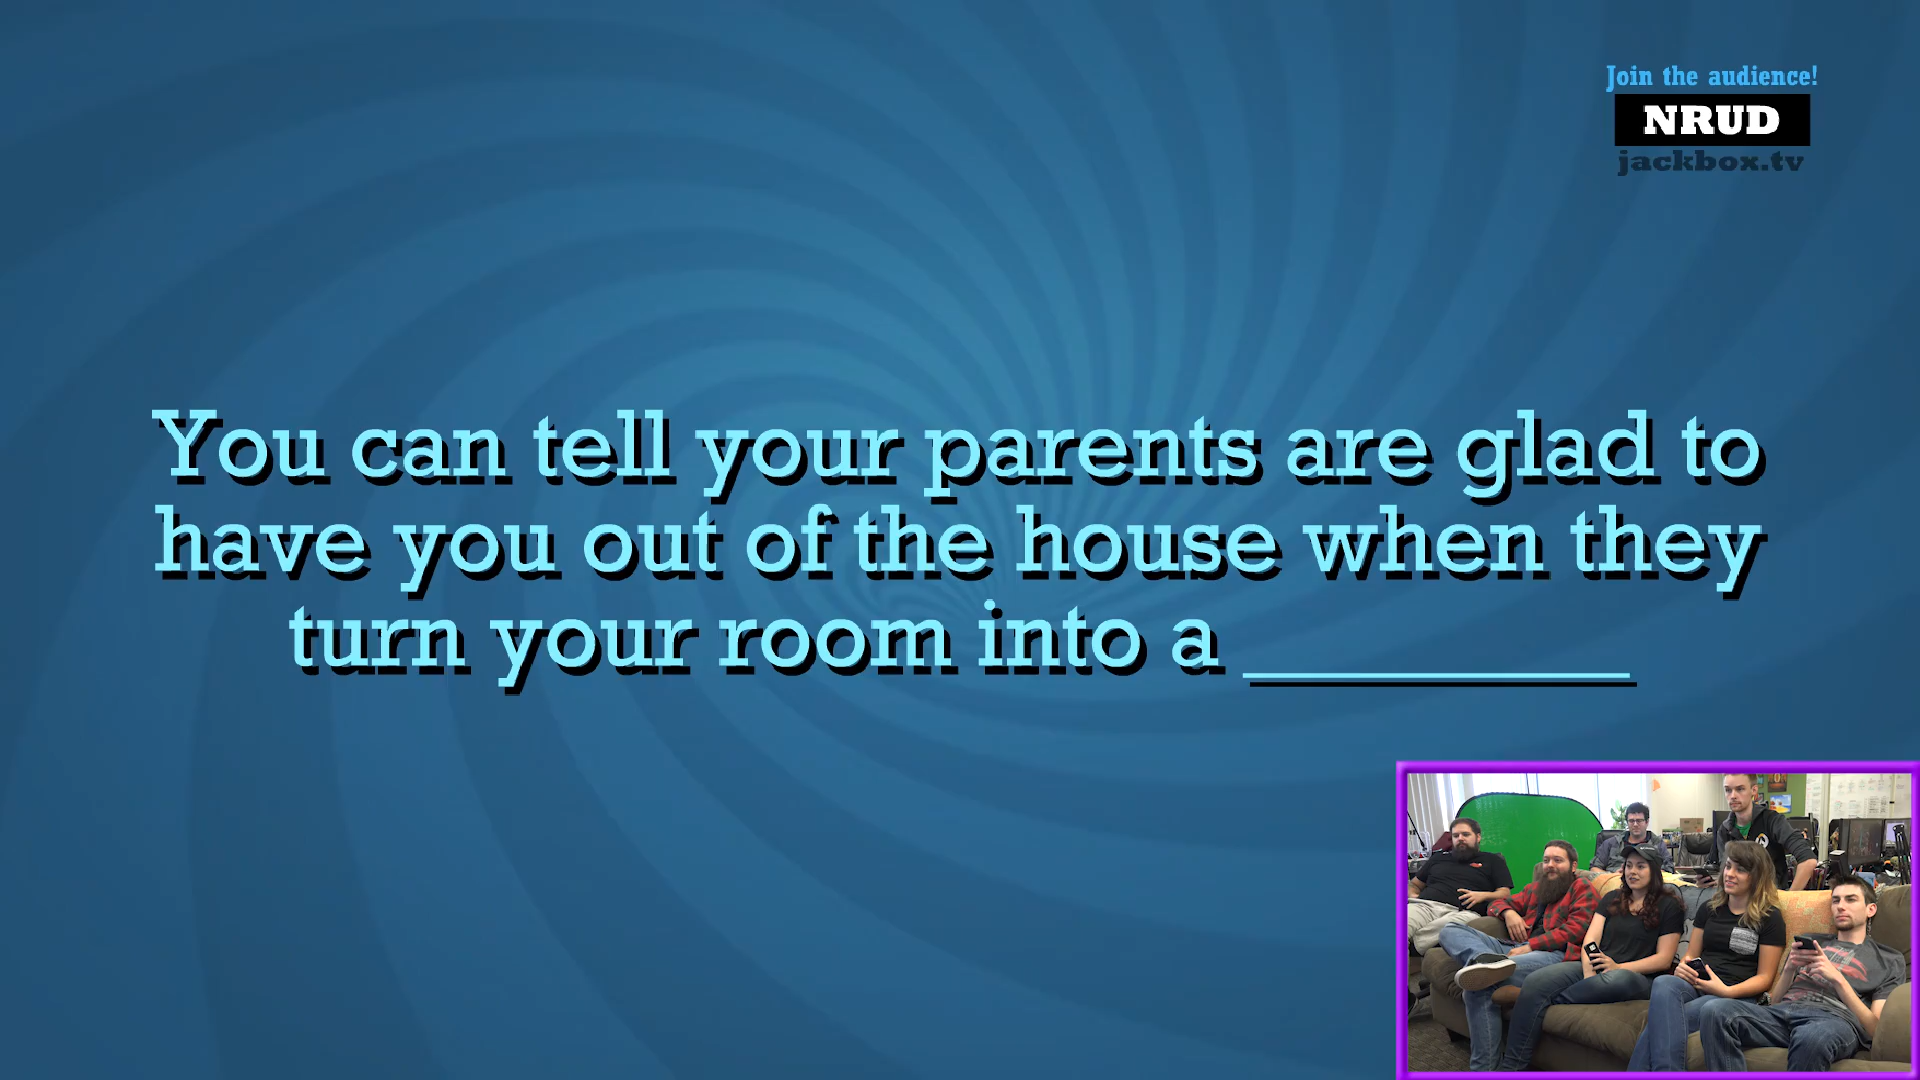 Join the audience!
NRUD
jackbox.tv
You can tell your parents are glad to
have you out of the house when they
turn your room into a __________